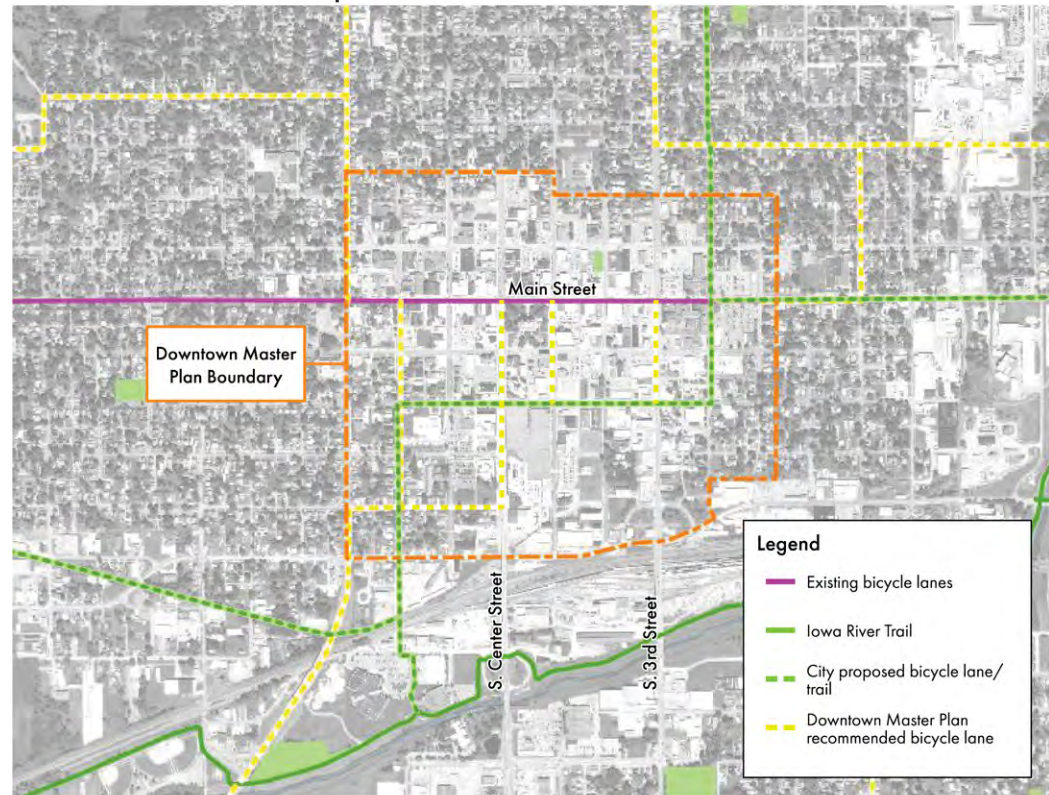 Main Street
Downtown Master
Plan Boundary
S. Center Street
S. 3rd Street
Legend
Existing bicycle lanes
Iowa River Trail
City proposed bicycle lane/
trail
Downtown Master Plan
recommended bicycle lane